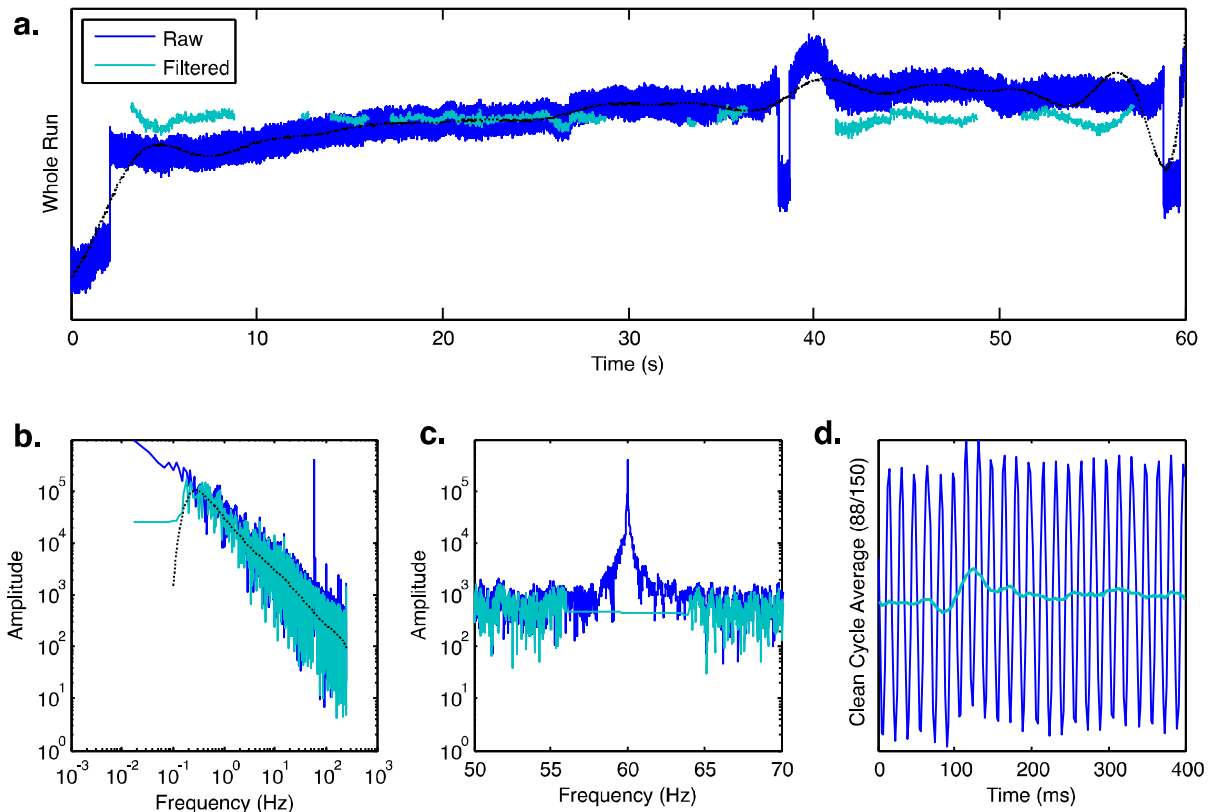 a.
Raw
Filtered
Whole Run
0 10 20 30 40 50 60
Time (s)
b.
Amplitude
10^5
10^4
10^3
10^2
10^1
10^0
10^-3 10^-2 10^-1 10^0 10^1 10^2 10^3
Frequency (Hz)
c.
Amplitude
10^5
10^4
10^3
10^2
10^1
10^0
50 55 60 65 70
Frequency (Hz)
d.
Clean Cycle Average (88/150)
0 100 200 300 400
Time (ms)